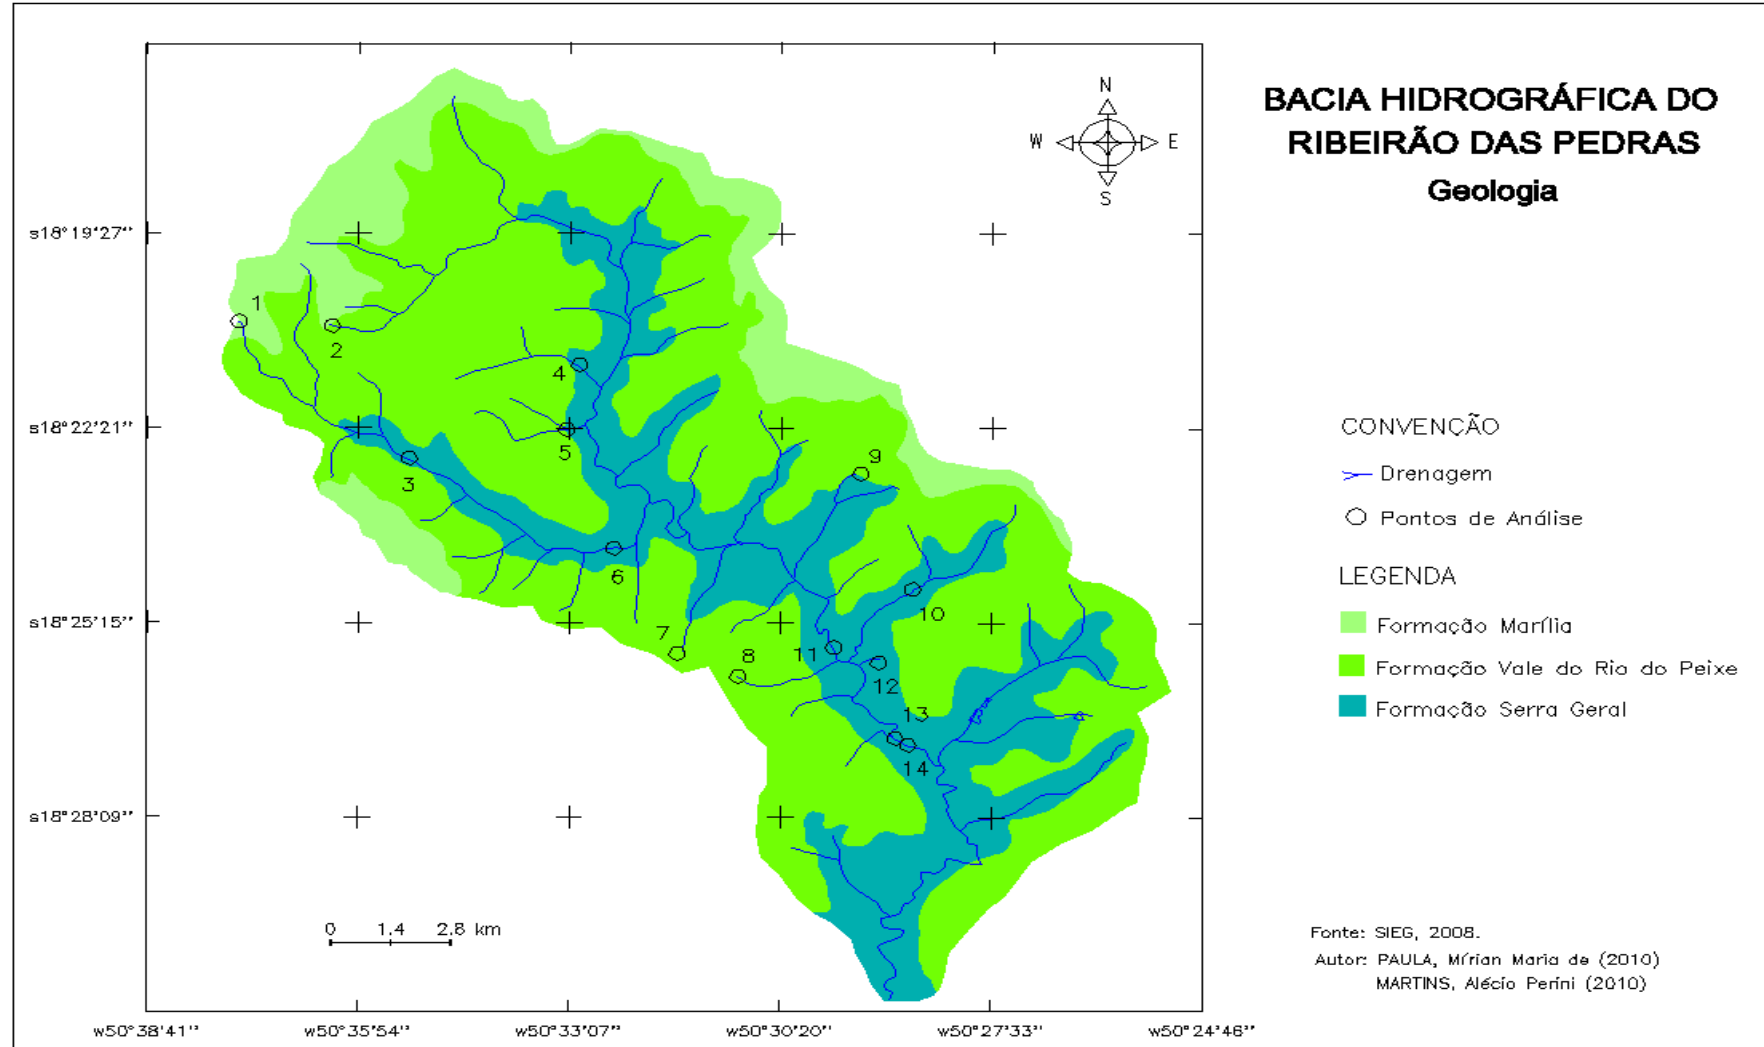 BACIA HIDROGRÁFICA DO
RIBEIRÃO DAS PEDRAS
Geologia
N
W E
S
s18°19'27''
s18°22'21''
s18°25'15''
s18°28'09''
1
2
3
4
5
6
7
8
9
10
11
12
13
14
CONVENÇÃO
Drenagem
Pontos de Análise
LEGENDA
Formação Marília
Formação Vale do Rio do Peixe
Formação Serra Geral
0 1.4 2.8 km
Fonte: SIEG, 2008.
Autor: PAULA, Mírian Maria de (2010)
MARTINS, Alécio Perini (2010)
w50°38'41'' w50°35'54'' w50°33'07'' w50°30'20'' w50°27'33'' w50°24'46''